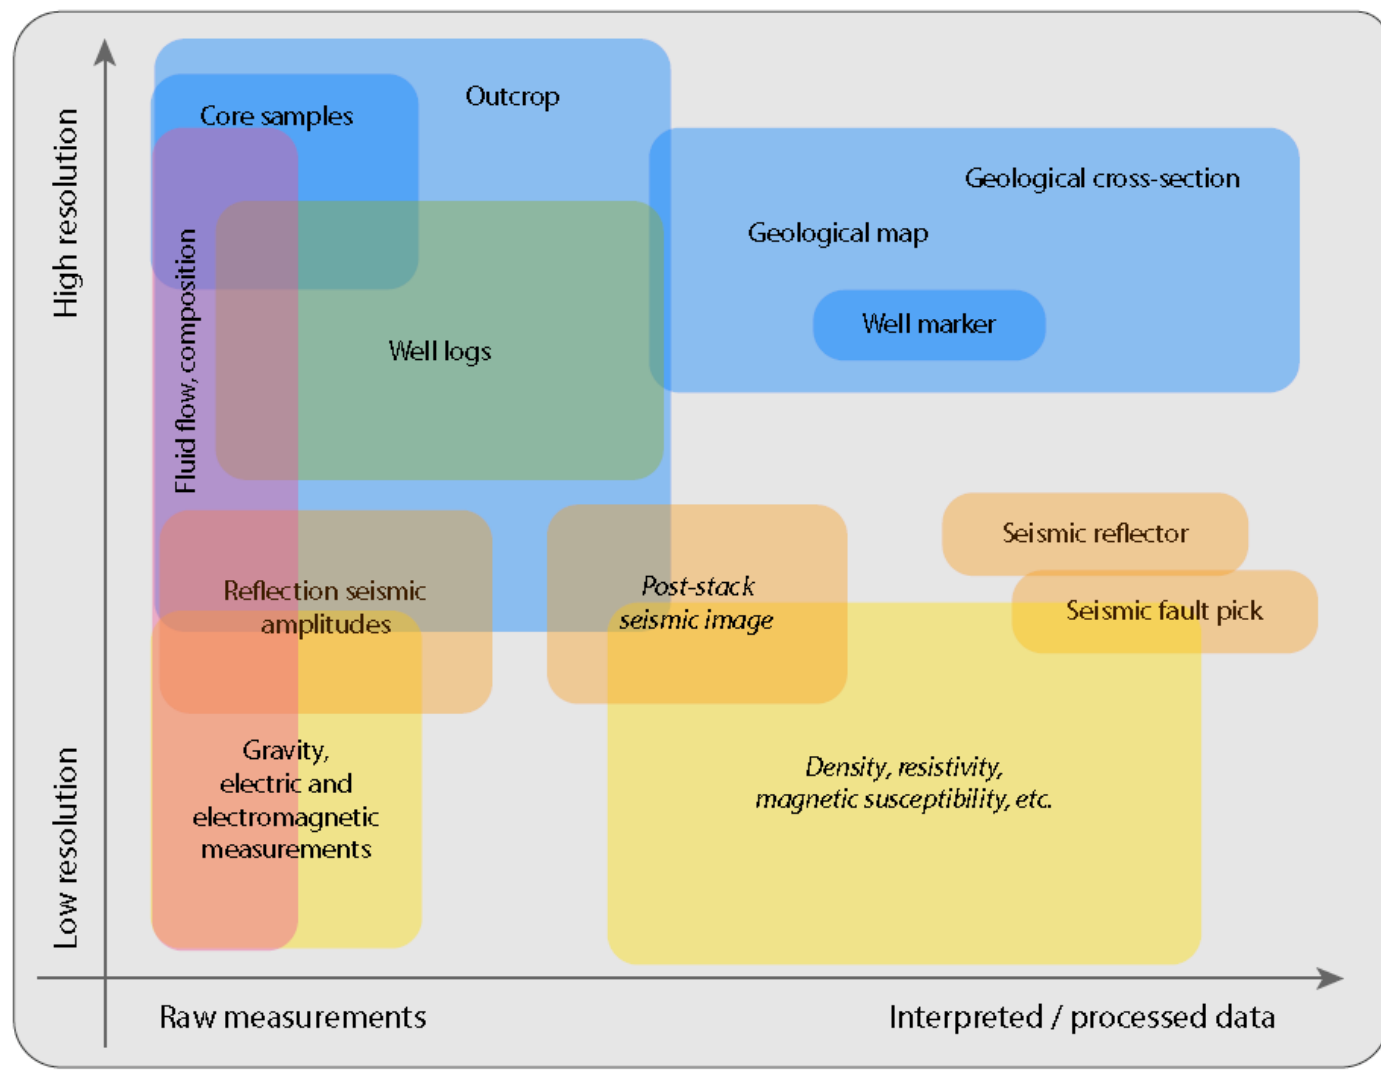 High resolution
Low resolution
Core samples
Outcrop
Geological cross-section
Geological map
Well marker
Fluid flow, composition
Well logs
Reflection seismic
amplitudes
Post-stack
seismic image
Seismic reflector
Seismic fault pick
Gravity,
electric and
electromagnetic
measurements
Density, resistivity,
magnetic susceptibility, etc.
Raw measurements
Interpreted / processed data